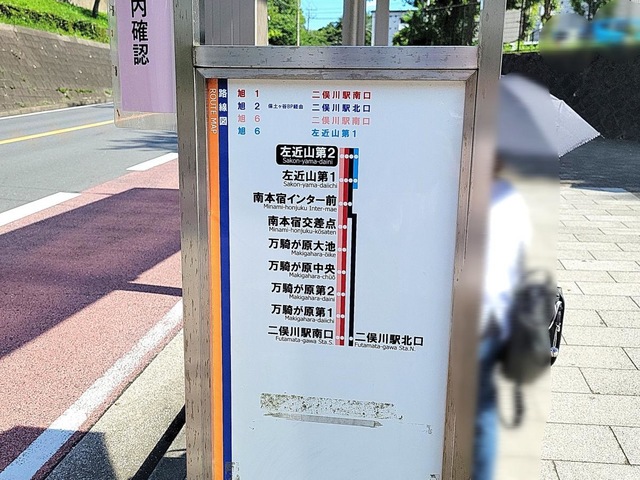 内確認
路線図
ROUTE MAP
旭 1 二俣川駅南口
旭 2 保土ヶ谷BP経由 二俣川駅北口
旭 6 二俣川駅南口
旭 6 左近山第1
左近山第2
Sakon-yama-daini
左近山第1
Sakon-yama-daiichi
南本宿インター前
Minami-honjuku Inter-mae
南本宿交差点
Minami-honjuku-kōsaten
万騎が原大池
Makigahara-ōike
万騎が原中央
Makigahara-chūō
万騎が原第2
Makigahara-daini
万騎が原第1
Makigahara-daiichi
二俣川駅南口
Futamata-gawa Sta.S.
二俣川駅北口
Futamata-gawa Sta.N.